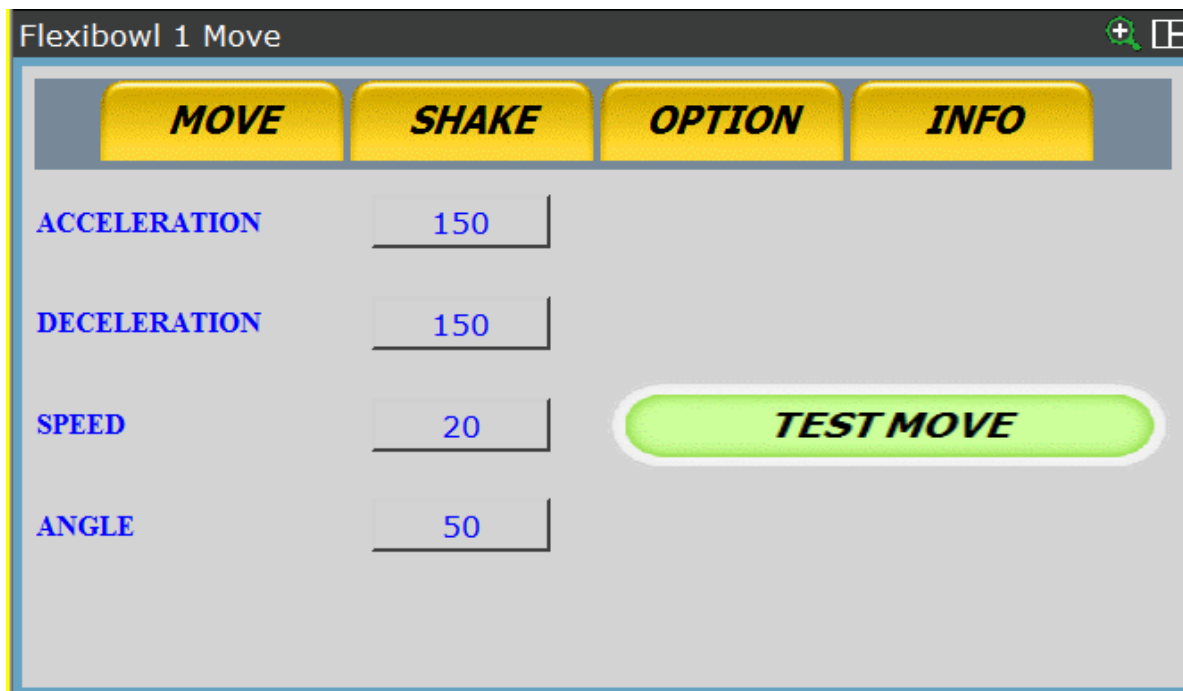 Flexibowl 1 Move
MOVE SHAKE OPTION INFO
ACCELERATION 150
DECELERATION 150
SPEED 20 TEST MOVE
ANGLE 50